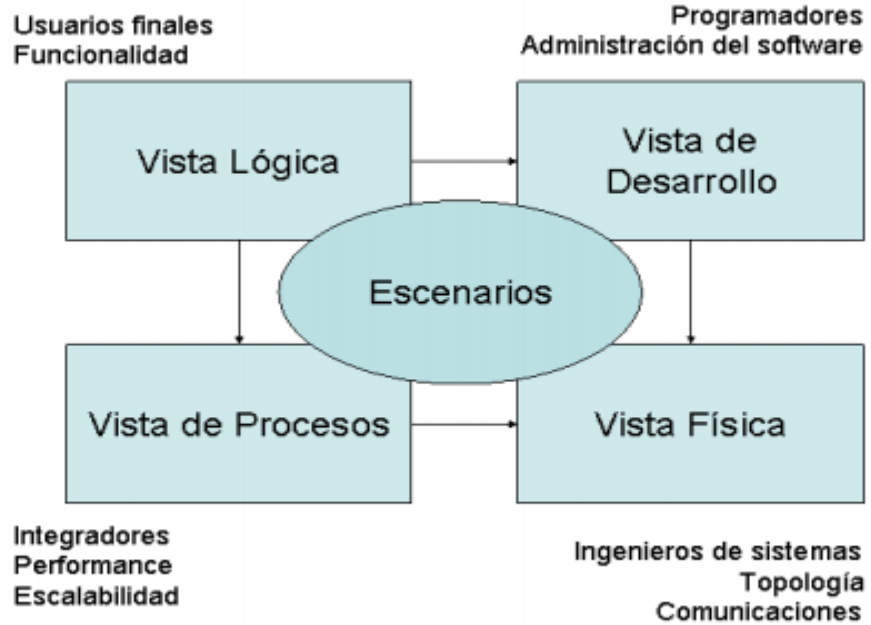 Usuarios finales
Funcionalidad
Programadores
Administración del software
Vista Lógica
Vista de
Desarrollo
Escenarios
Vista de Procesos
Vista Física
Integradores
Performance
Escalabilidad
Ingenieros de sistemas
Topología
Comunicaciones